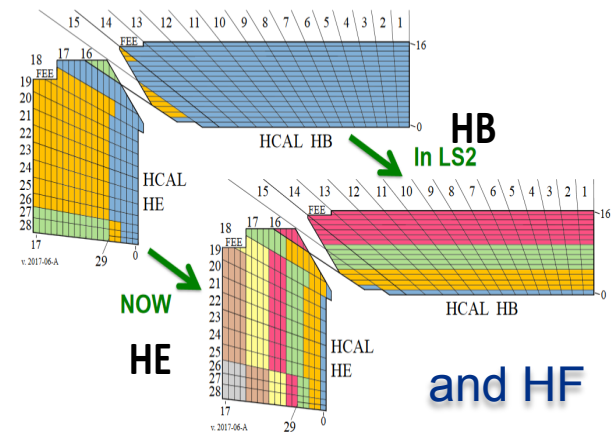 15 14 13 12 11 10 9 8 7 6 5 4 3 2 1
18 17 16 FEE 16
FEE
19
20
21
22
23
24
25
26
27
28
0
HCAL HB
HB
HCAL
HE
17
29
0
v. 2017-06-A
In LS2
15 14 13 12 11 10 9 8 7 6 5 4 3 2 1
18 17 16 FEE 16
FEE
19
20
21
22
23
24
25
26
27
28
0
HCAL HB
NOW
HE
HCAL
HE
17
29
0
v. 2017-06-A
and HF